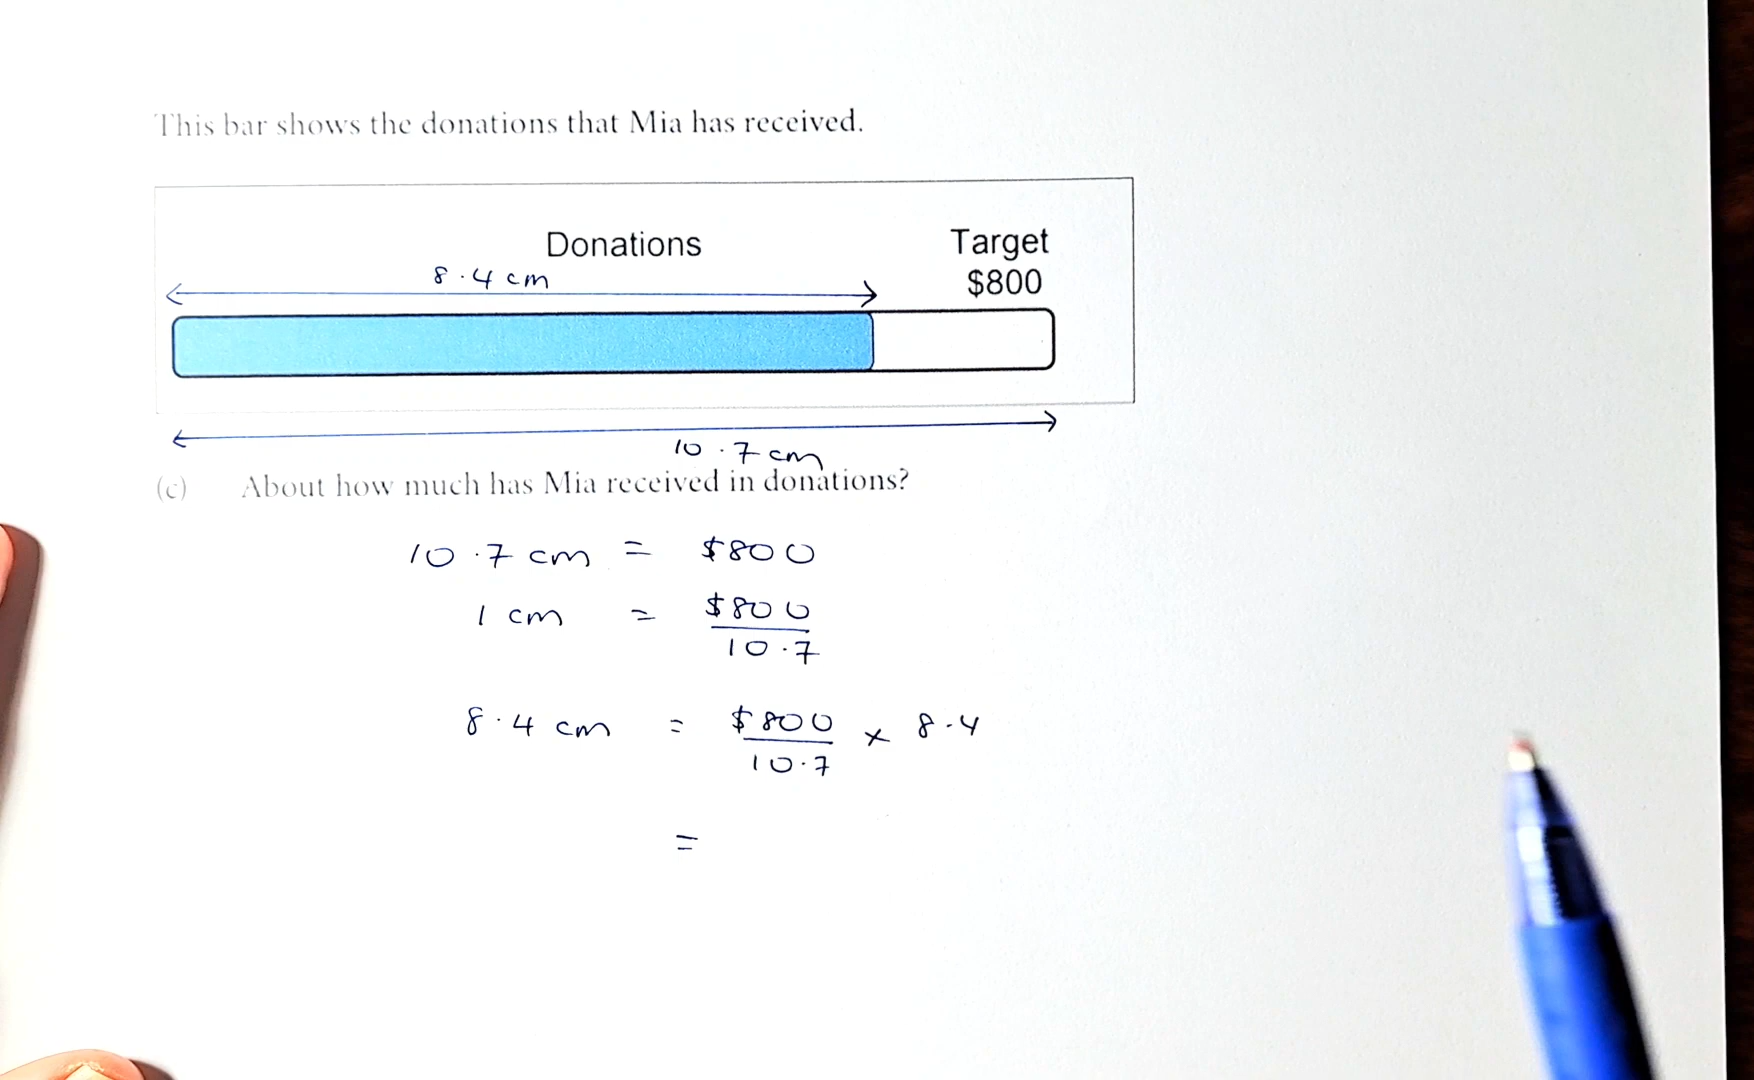 This bar shows the donations that Mia has received.
Donations
Target
$800
8.4 cm
10.7 cm
(c) About how much has Mia received in donations?
10.7 cm = $800
1 cm = $800
10.7
8.4 cm = $800 × 8.4
10.7
=